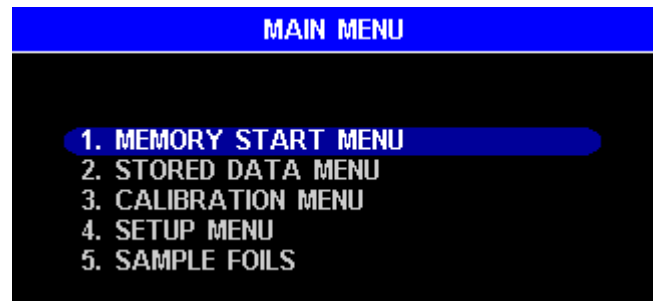 MAIN MENU
1. MEMORY START MENU
2. STORED DATA MENU
3. CALIBRATION MENU
4. SETUP MENU
5. SAMPLE FOILS